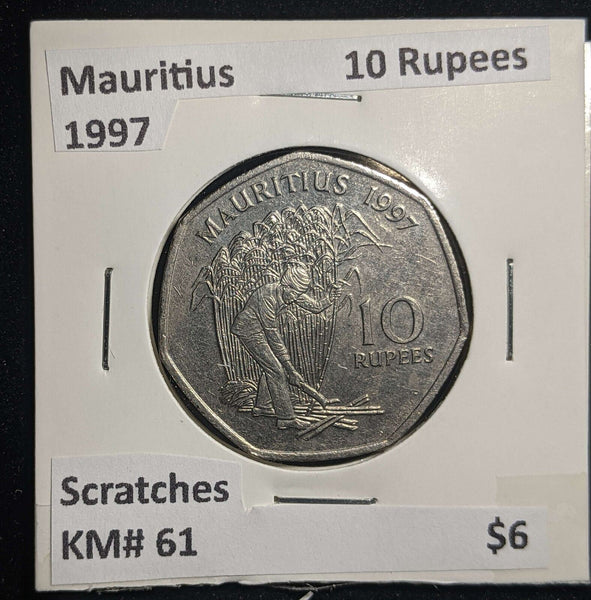 Mauritius 10 Rupees
1997
MAURITIUS 1997
10
RUPEES
Scratches
KM# 61 $6